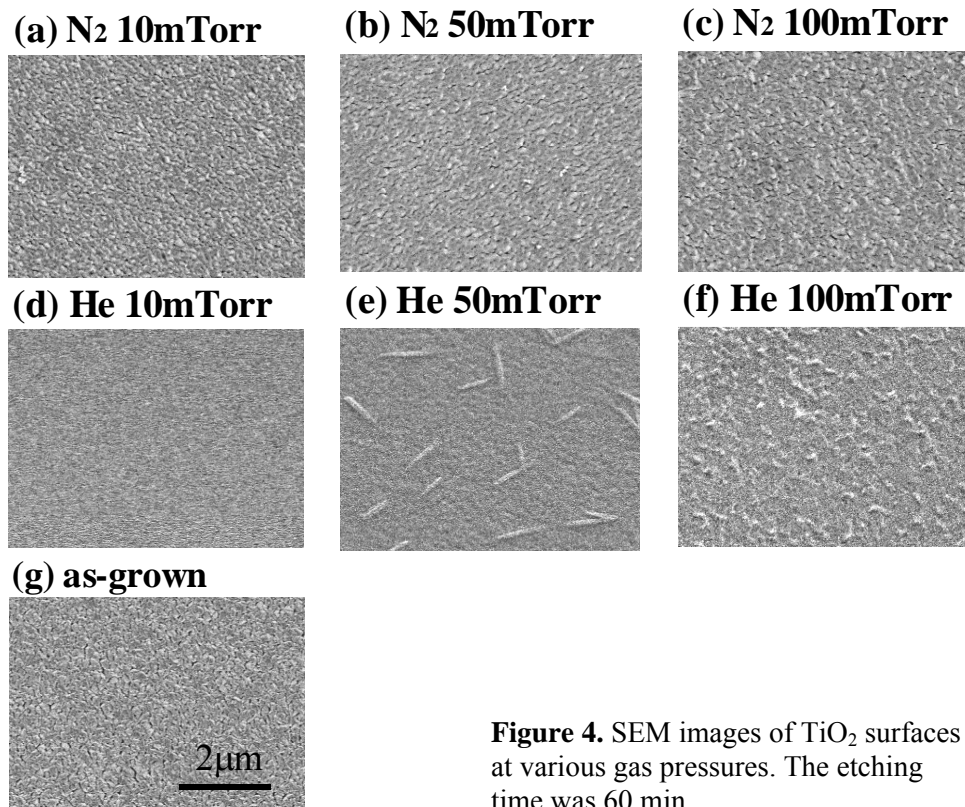 (a) N2 10mTorr
(b) N2 50mTorr
(c) N2 100mTorr
(d) He 10mTorr
(e) He 50mTorr
(f) He 100mTorr
(g) as-grown
2μm
Figure 4. SEM images of TiO2 surfaces
at various gas pressures. The etching
time was 60 min